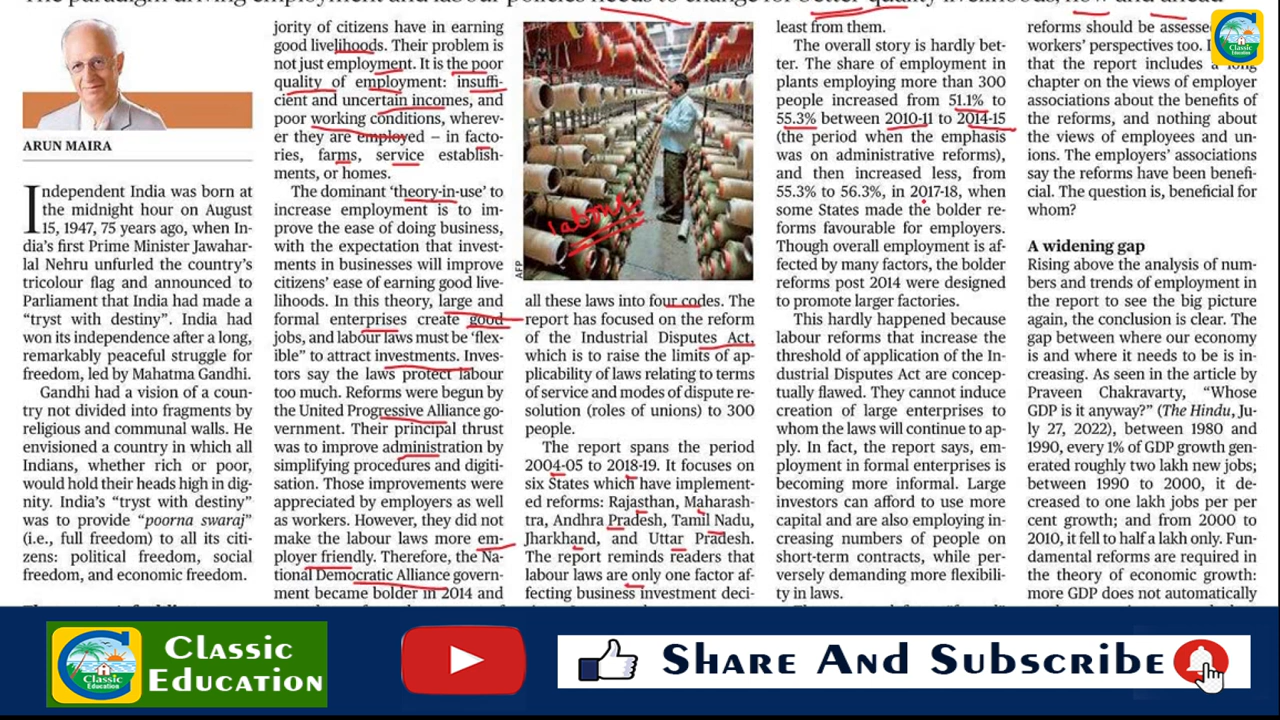 The paradigm driving employment and labour policies needs to change for better quality livelihoods, now and ahead
ARUN MAIRA
Independent India was born at
the midnight hour on August
15, 1947, 75 years ago, when In-
dia's first Prime Minister Jawahar-
lal Nehru unfurled the country's
tricolour flag and announced to
Parliament that India had made a
“tryst with destiny”. India had
won its independence after a long,
remarkably peaceful struggle for
freedom, led by Mahatma Gandhi.
Gandhi had a vision of a coun-
try not divided into fragments by
religious and communal walls. He
envisioned a country in which all
Indians, whether rich or poor,
would hold their heads high in dig-
nity. India's “tryst with destiny”
was to provide “poorna swaraj”
(i.e., full freedom) to all its citi-
zens: political freedom, social
freedom, and economic freedom.
jority of citizens have in earning
good livelihoods. Their problem is
not just employment. It is the poor
quality of employment: insuffi-
cient and uncertain incomes, and
poor working conditions, wherev-
er they are employed – in facto-
ries, farms, service establish-
ments, or homes.
The dominant ‘theory-in-use’ to
increase employment is to im-
prove the ease of doing business,
with the expectation that invest-
ments in businesses will improve
citizens' ease of earning good live-
lihoods. In this theory, large and
formal enterprises create good
jobs, and labour laws must be ‘flex-
ible” to attract investments. Inves-
tors say the laws protect labour
too much. Reforms were begun by
the United Progressive Alliance go-
vernment. Their principal thrust
was to improve administration by
simplifying procedures and digiti-
sation. Those improvements were
appreciated by employers as well
as workers. However, they did not
make the labour laws more em-
ployer friendly. Therefore, the Na-
tional Democratic Alliance govern-
ment became bolder in 2014 and
labour
AFP
all these laws into four codes. The
report has focused on the reform
of the Industrial Disputes Act,
which is to raise the limits of ap-
plicability of laws relating to terms
of service and modes of dispute re-
solution (roles of unions) to 300
people.
The report spans the period
2004-05 to 2018-19. It focuses on
six States which have implement-
ed reforms: Rajasthan, Maharash-
tra, Andhra Pradesh, Tamil Nadu,
Jharkhand, and Uttar Pradesh.
The report reminds readers that
labour laws are only one factor af-
fecting business investment deci-
least from them.
The overall story is hardly bet-
ter. The share of employment in
plants employing more than 300
people increased from 51.1% to
55.3% between 2010-11 to 2014-15
(the period when the emphasis
was on administrative reforms),
and then increased less, from
55.3% to 56.3%, in 2017-18, when
some States made the bolder re-
forms favourable for employers.
Though overall employment is af-
fected by many factors, the bolder
reforms post 2014 were designed
to promote larger factories.
This hardly happened because
labour reforms that increase the
threshold of application of the In-
dustrial Disputes Act are concep-
tually flawed. They cannot induce
creation of large enterprises to
whom the laws will continue to ap-
ply. In fact, the report says, em-
ployment in formal enterprises is
becoming more informal. Large
investors can afford to use more
capital and are also employing in-
creasing numbers of people on
short-term contracts, while per-
versely demanding more flexibili-
ty in laws.
reforms should be assesse
workers' perspectives too.
that the report includes a long
chapter on the views of employer
associations about the benefits of
the reforms, and nothing about
the views of employees and un-
ions. The employers' associations
say the reforms have been benefi-
cial. The question is, beneficial for
whom?
A widening gap
Rising above the analysis of num-
bers and trends of employment in
the report to see the big picture
again, the conclusion is clear. The
gap between where our economy
is and where it needs to be is in-
creasing. As seen in the article by
Praveen Chakravarty, “Whose
GDP is it anyway?” (The Hindu, Ju-
ly 27, 2022), between 1980 and
1990, every 1% of GDP growth gen-
erated roughly two lakh new jobs;
between 1990 to 2000, it de-
creased to one lakh jobs per per
cent growth; and from 2000 to
2010, it fell to half a lakh only. Fun-
damental reforms are required in
the theory of economic growth:
more GDP does not automatically
Classic
Education
Classic
Education
Classic
Education
Share And Subscribe